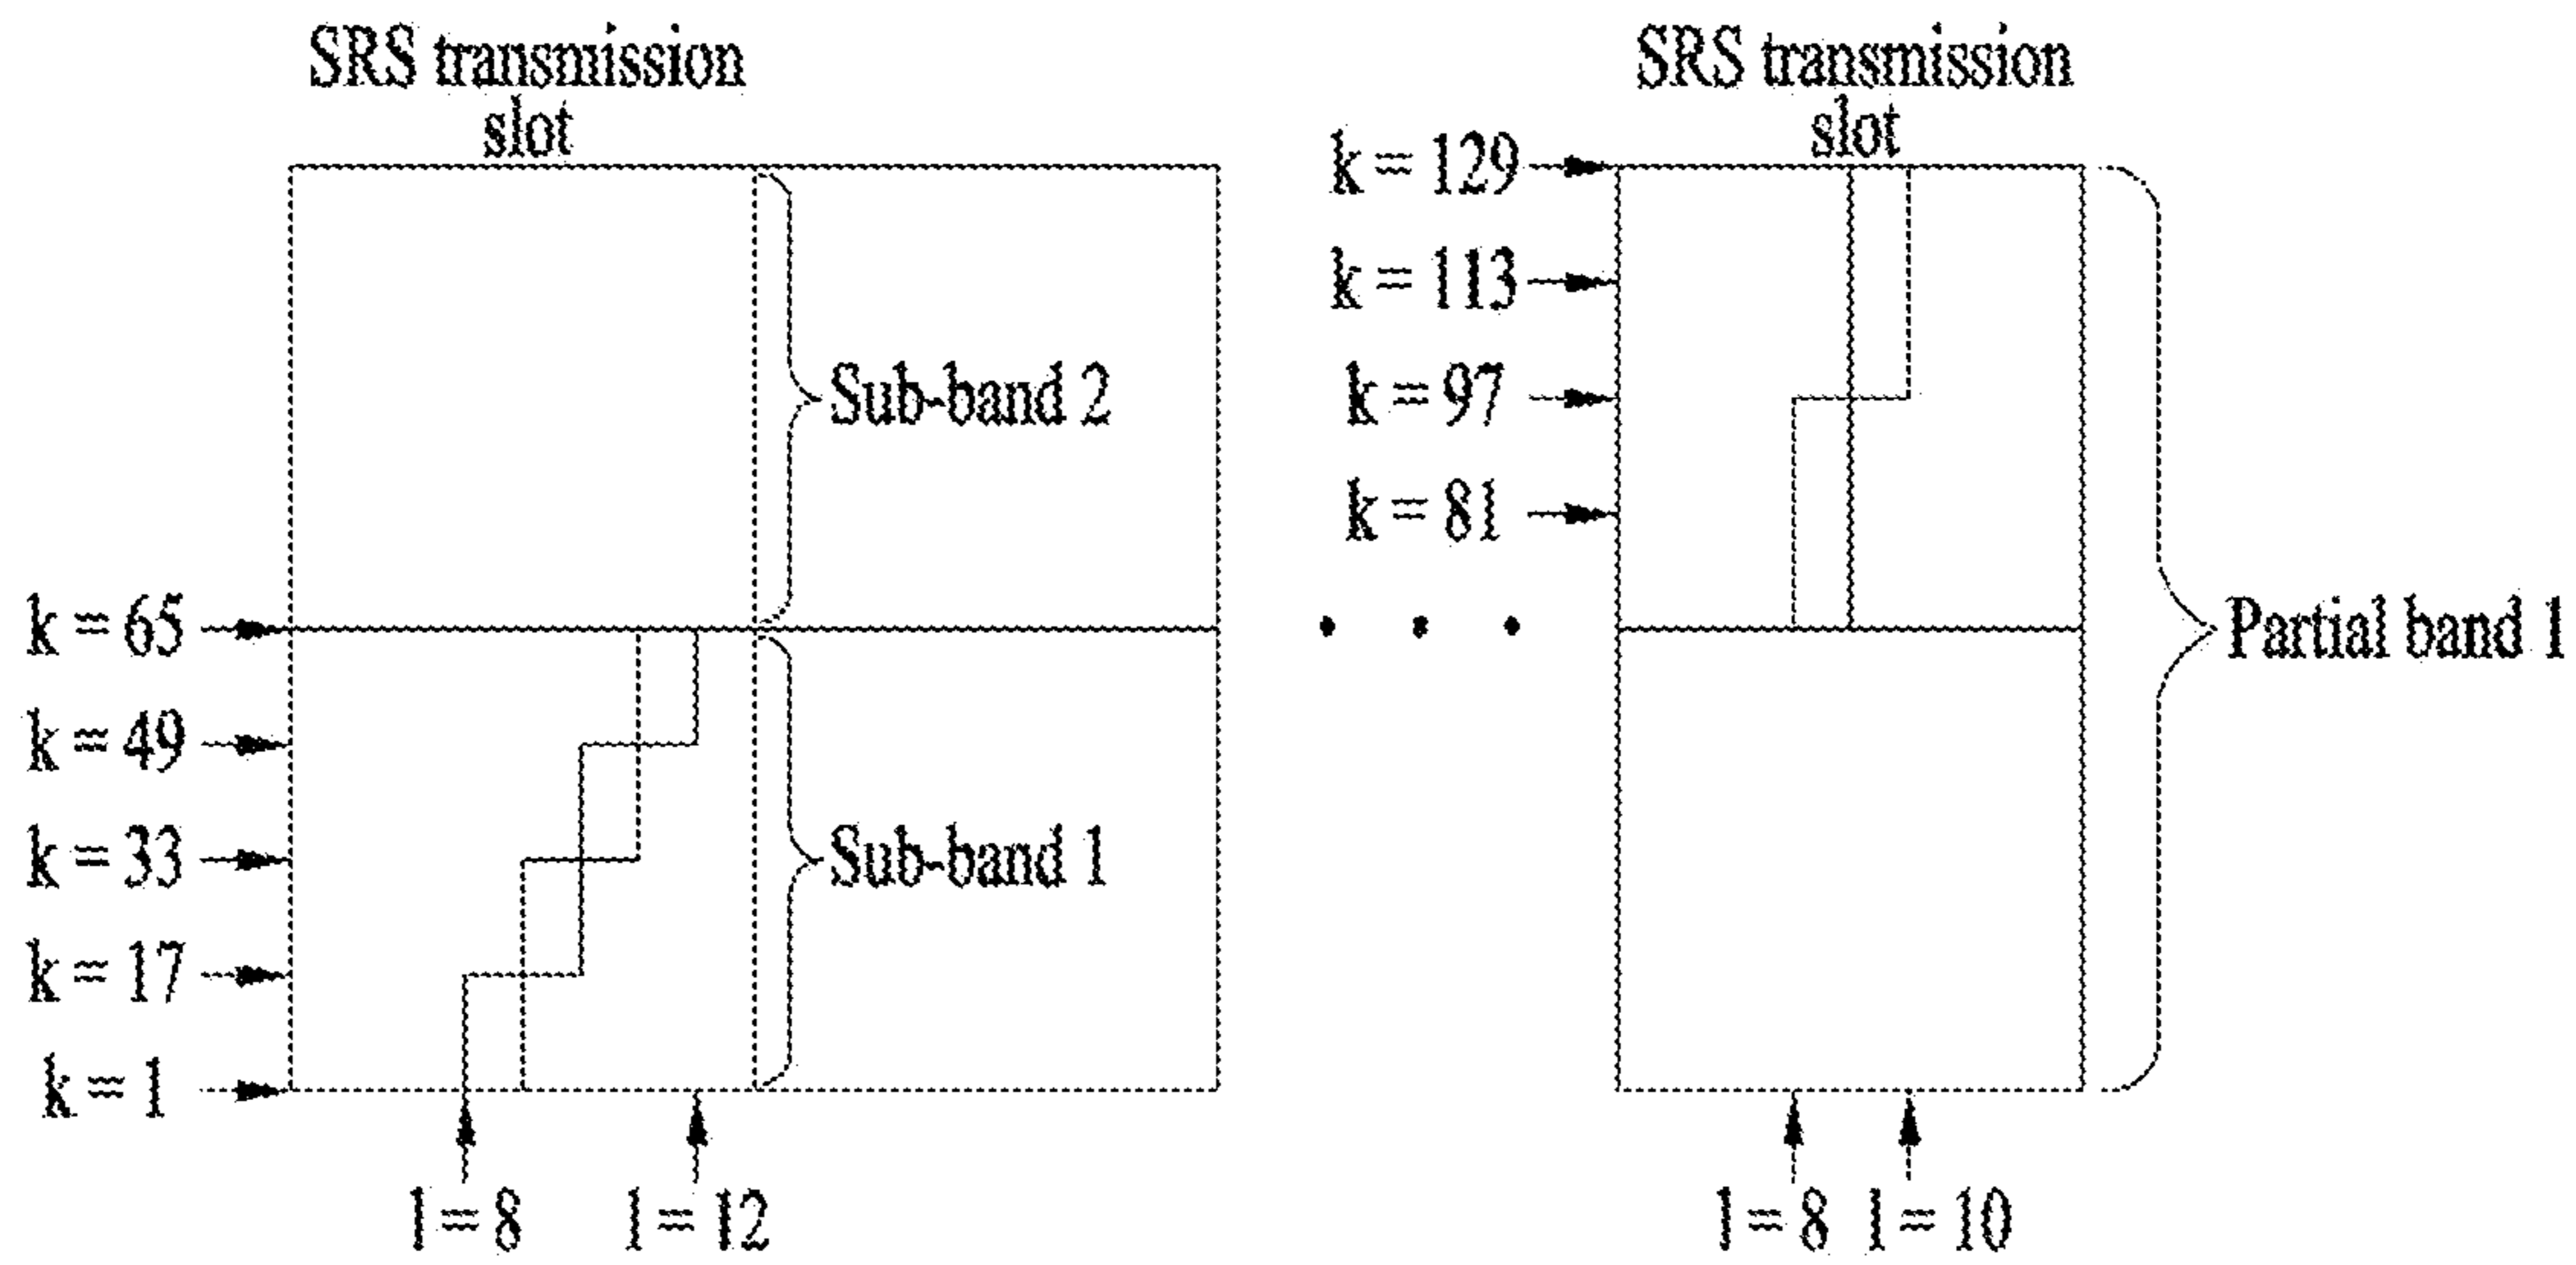 SRS transmission
slot
Sub-band 2
k = 65
k = 49
k = 33
k = 17
k = 1
Sub-band 1
l = 8
l = 12
SRS transmission
slot
k = 129
k = 113
k = 97
k = 81
Partial band 1
l = 8
l = 10